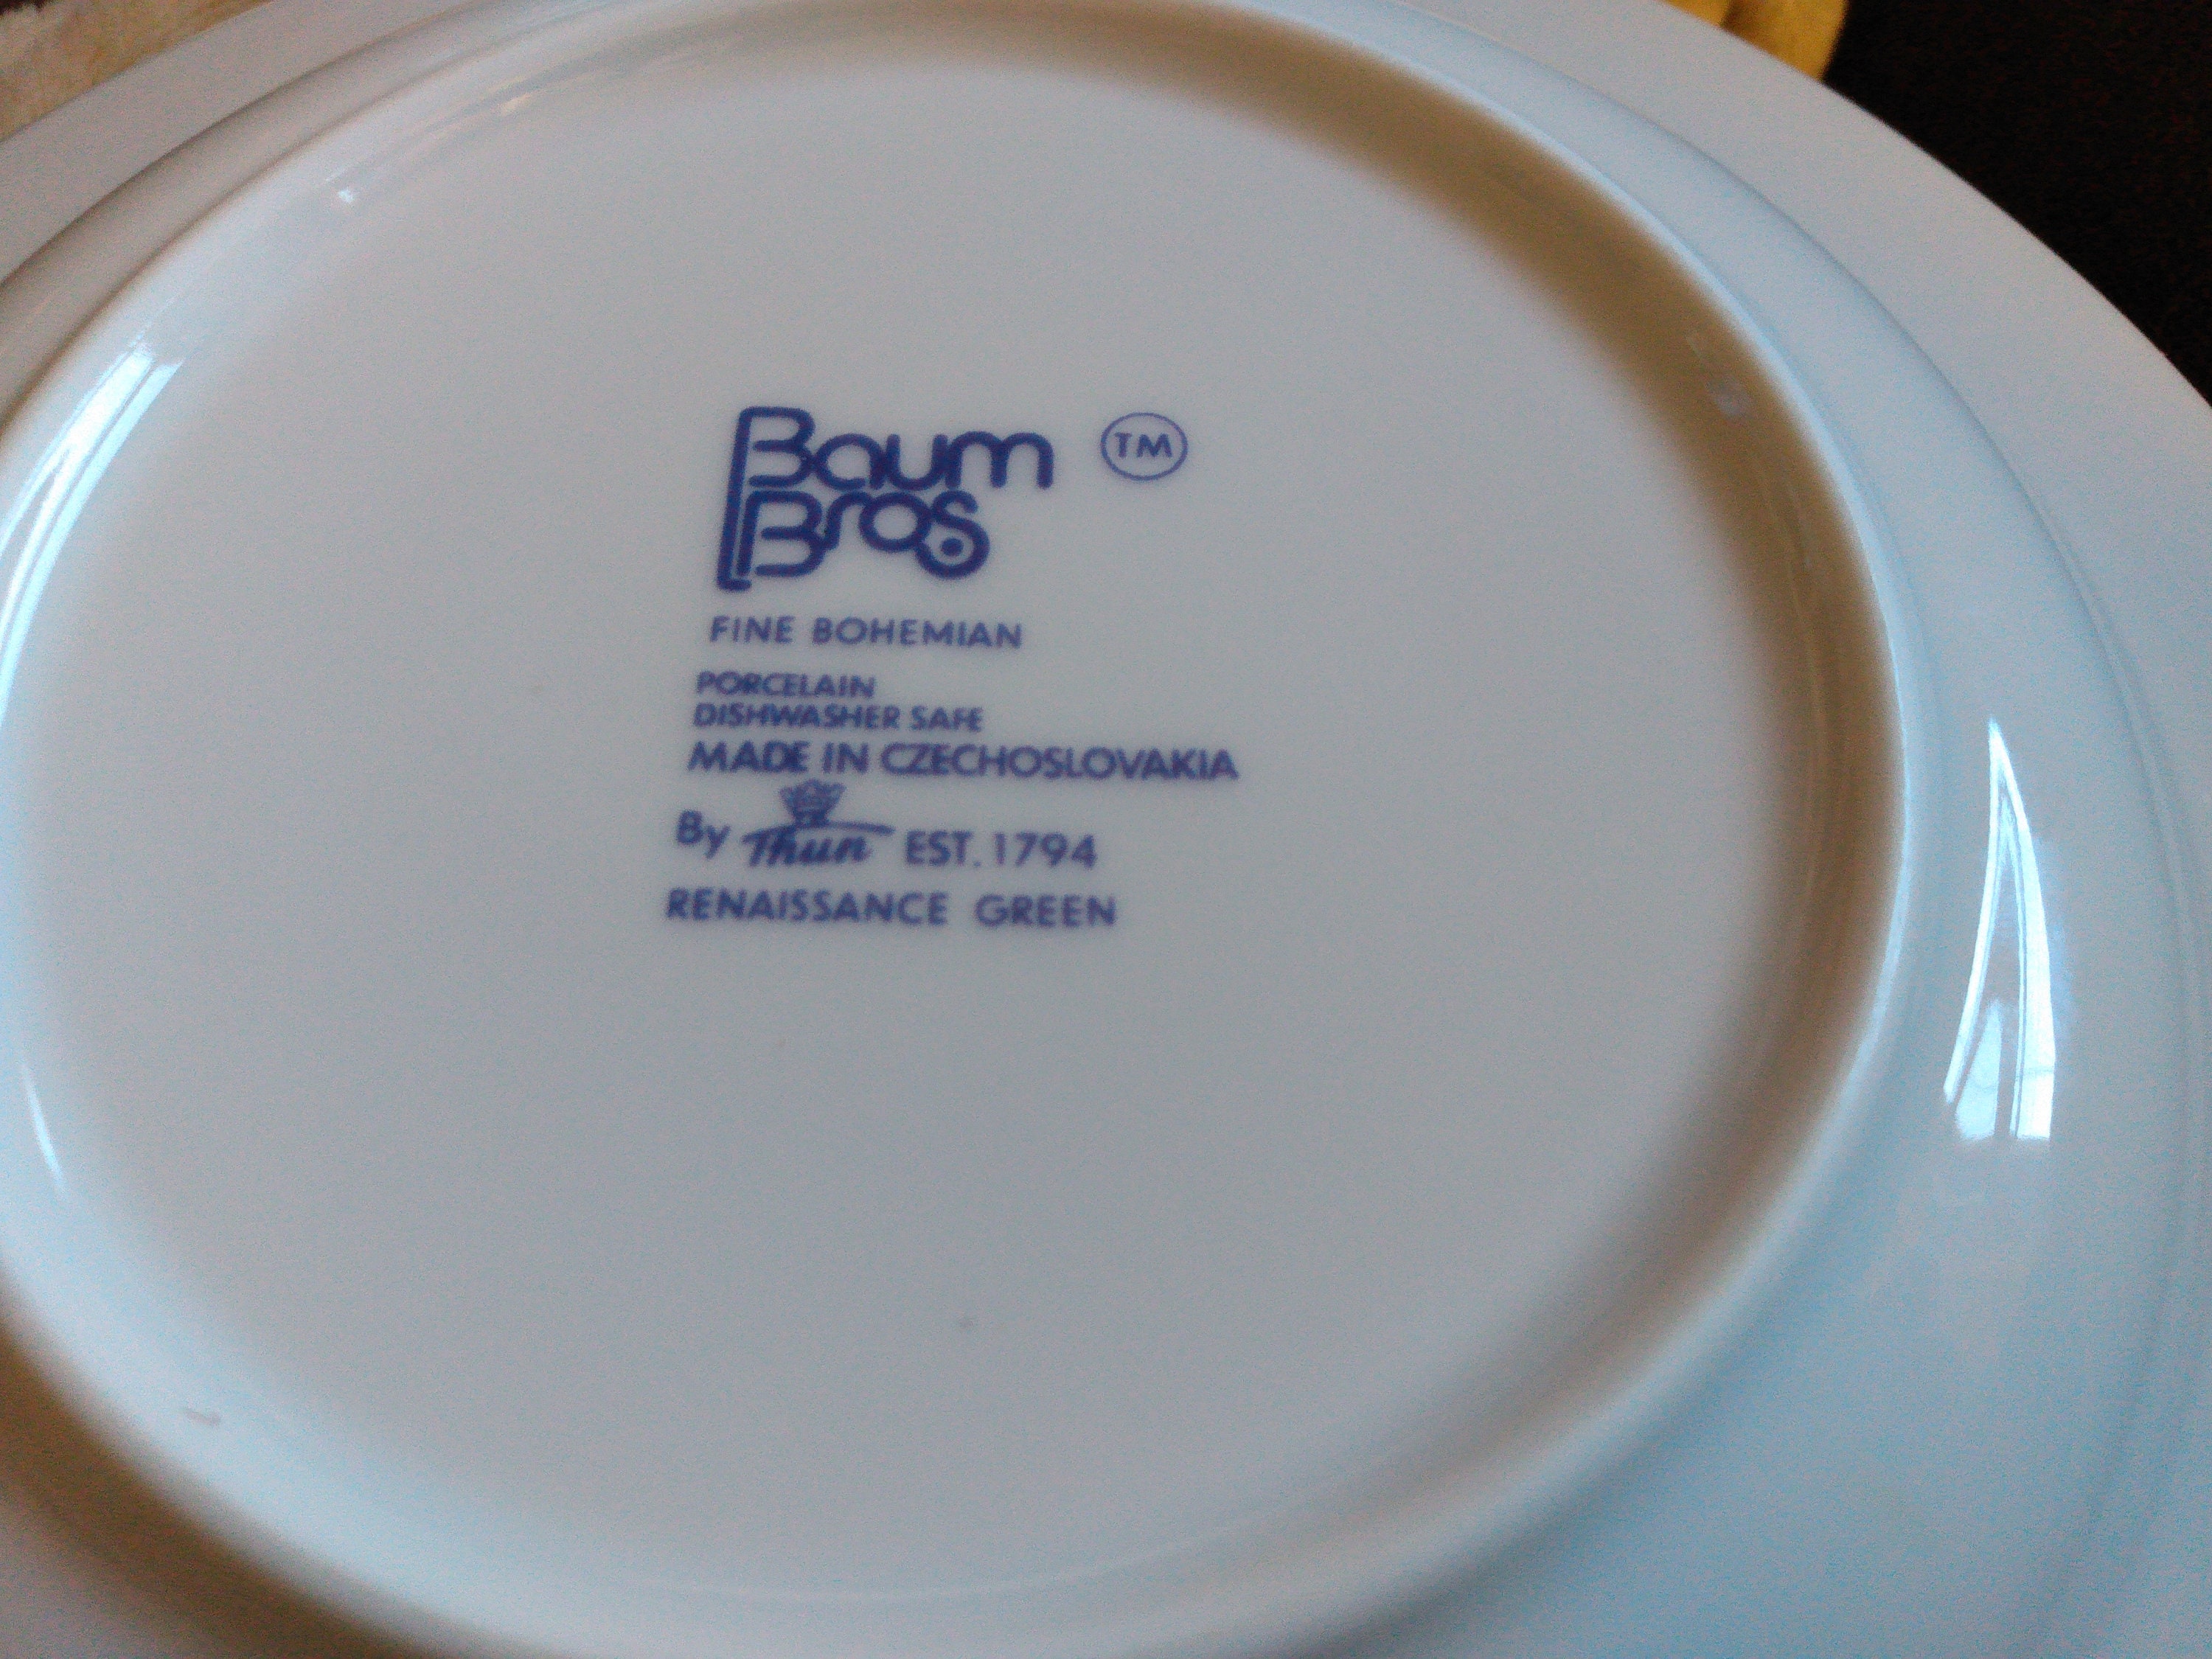 Baum TM
Bros
FINE BOHEMIAN
PORCELAIN
DISHWASHER SAFE
MADE IN CZECHOSLOVAKIA
By Thun EST. 1794
RENAISSANCE GREEN